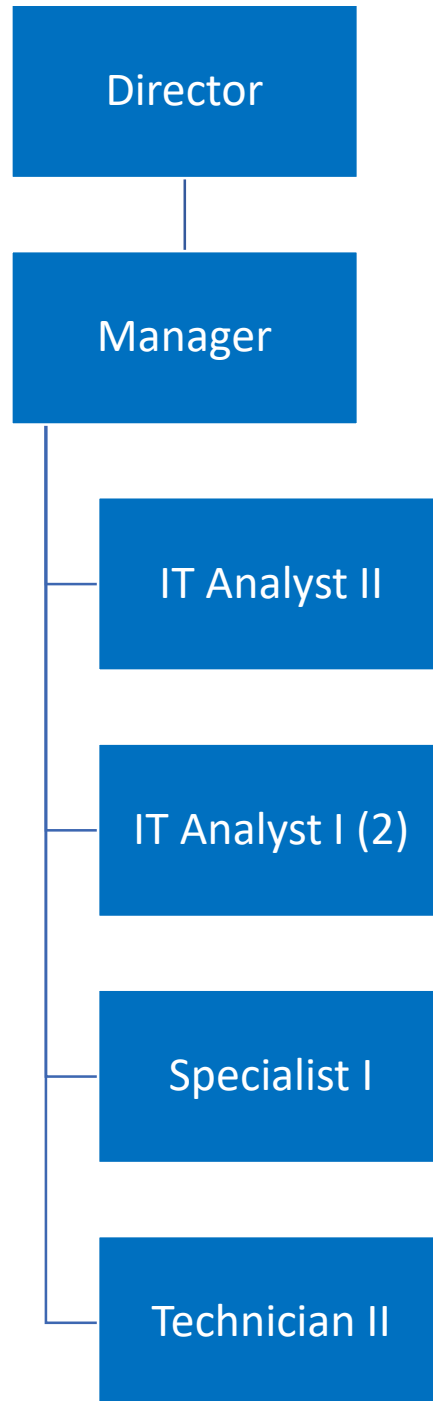 Director
Manager
IT Analyst II
IT Analyst I (2)
Specialist I
Technician II